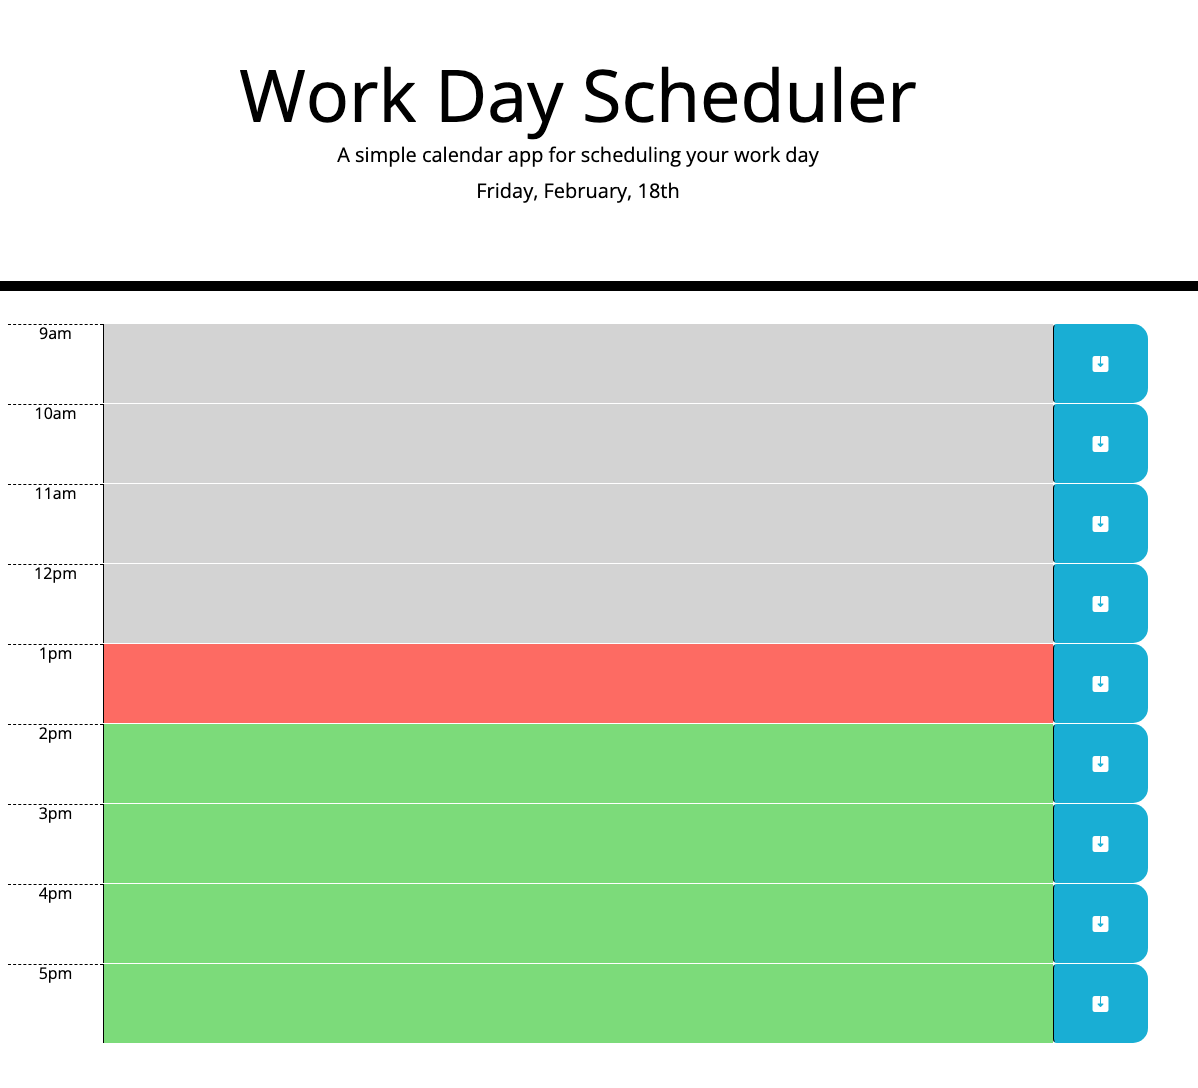 Work Day Scheduler
A simple calendar app for scheduling your work day
Friday, February, 18th
9am
10am
11am
12pm
1pm
2pm
3pm
4pm
5pm